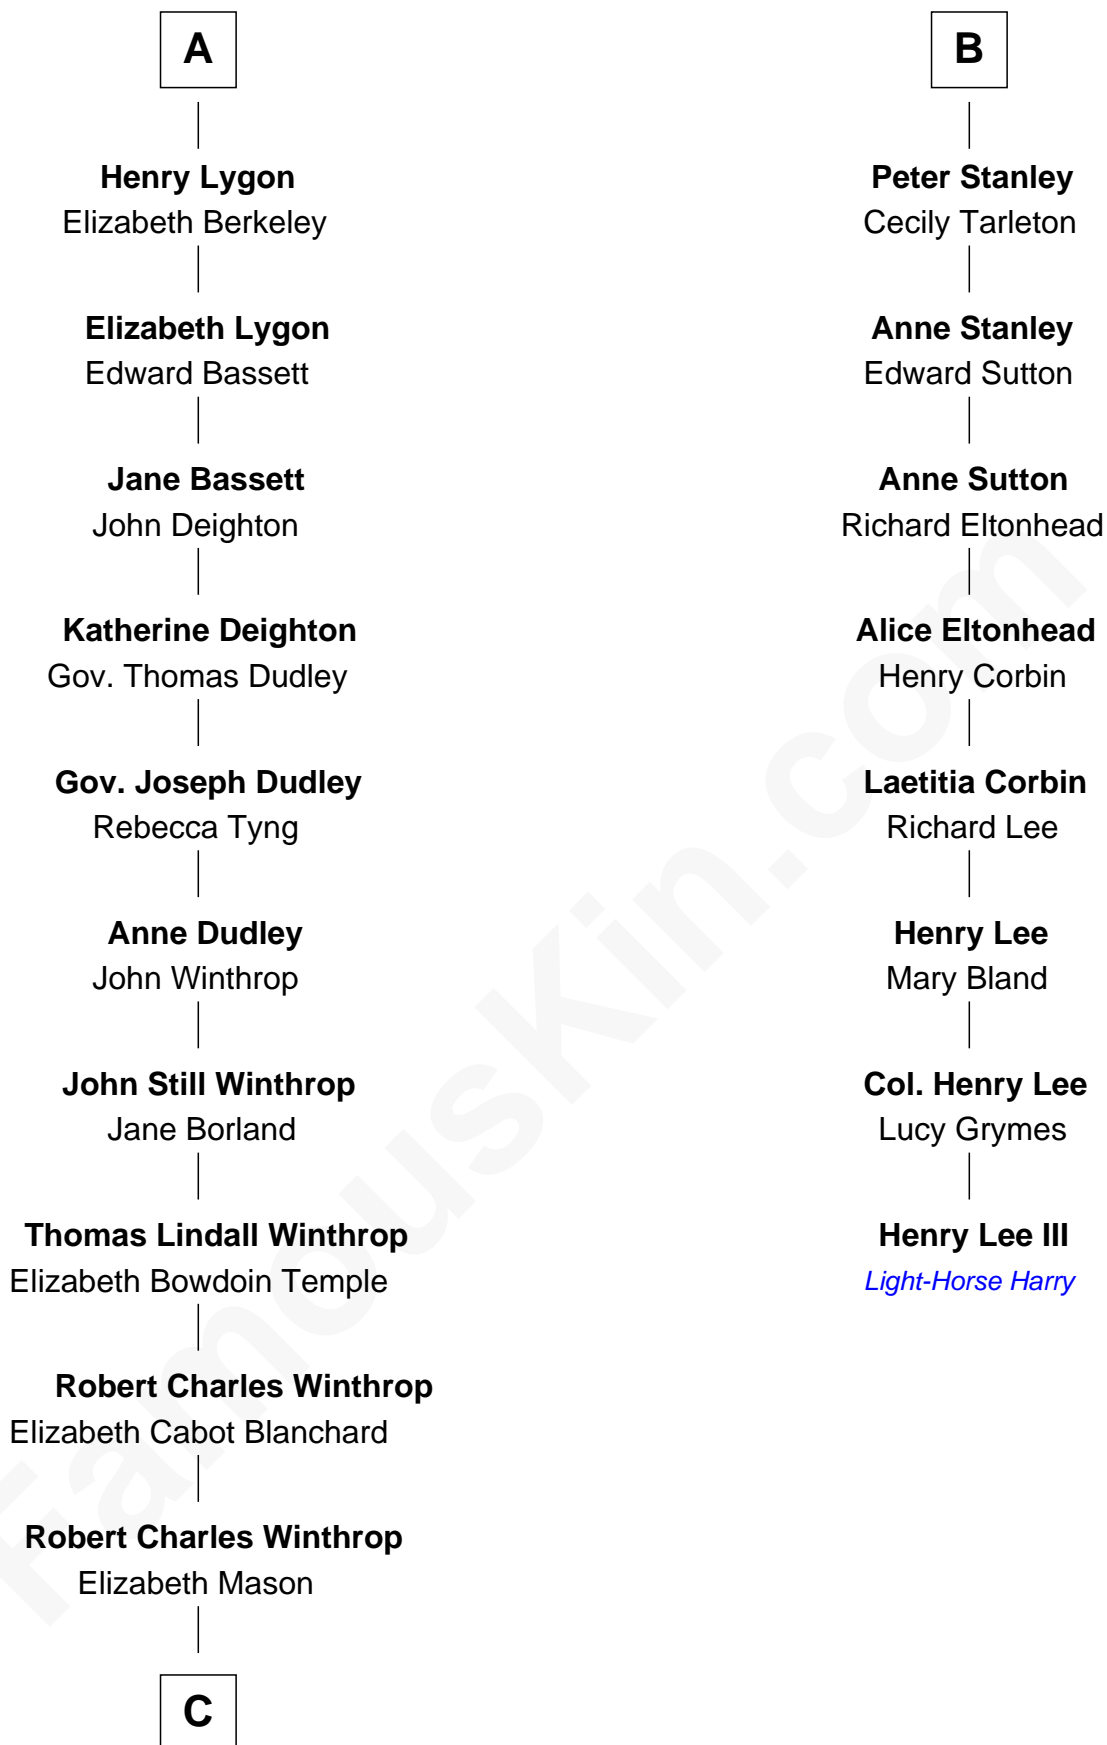 A
Henry Lygon
Elizabeth Berkeley
Elizabeth Lygon
Edward Bassett
Jane Bassett
John Deighton
Katherine Deighton
Gov. Thomas Dudley
Gov. Joseph Dudley
Rebecca Tyng
Anne Dudley
John Winthrop
John Still Winthrop
Jane Borland
Thomas Lindall Winthrop
Elizabeth Bowdoin Temple
Robert Charles Winthrop
Elizabeth Cabot Blanchard
Robert Charles Winthrop
Elizabeth Mason
C
B
Peter Stanley
Cecily Tarleton
Anne Stanley
Edward Sutton
Anne Sutton
Richard Eltonhead
Alice Eltonhead
Henry Corbin
Laetitia Corbin
Richard Lee
Henry Lee
Mary Bland
Col. Henry Lee
Lucy Grymes
Henry Lee III
Light-Horse Harry
FamousKin.com